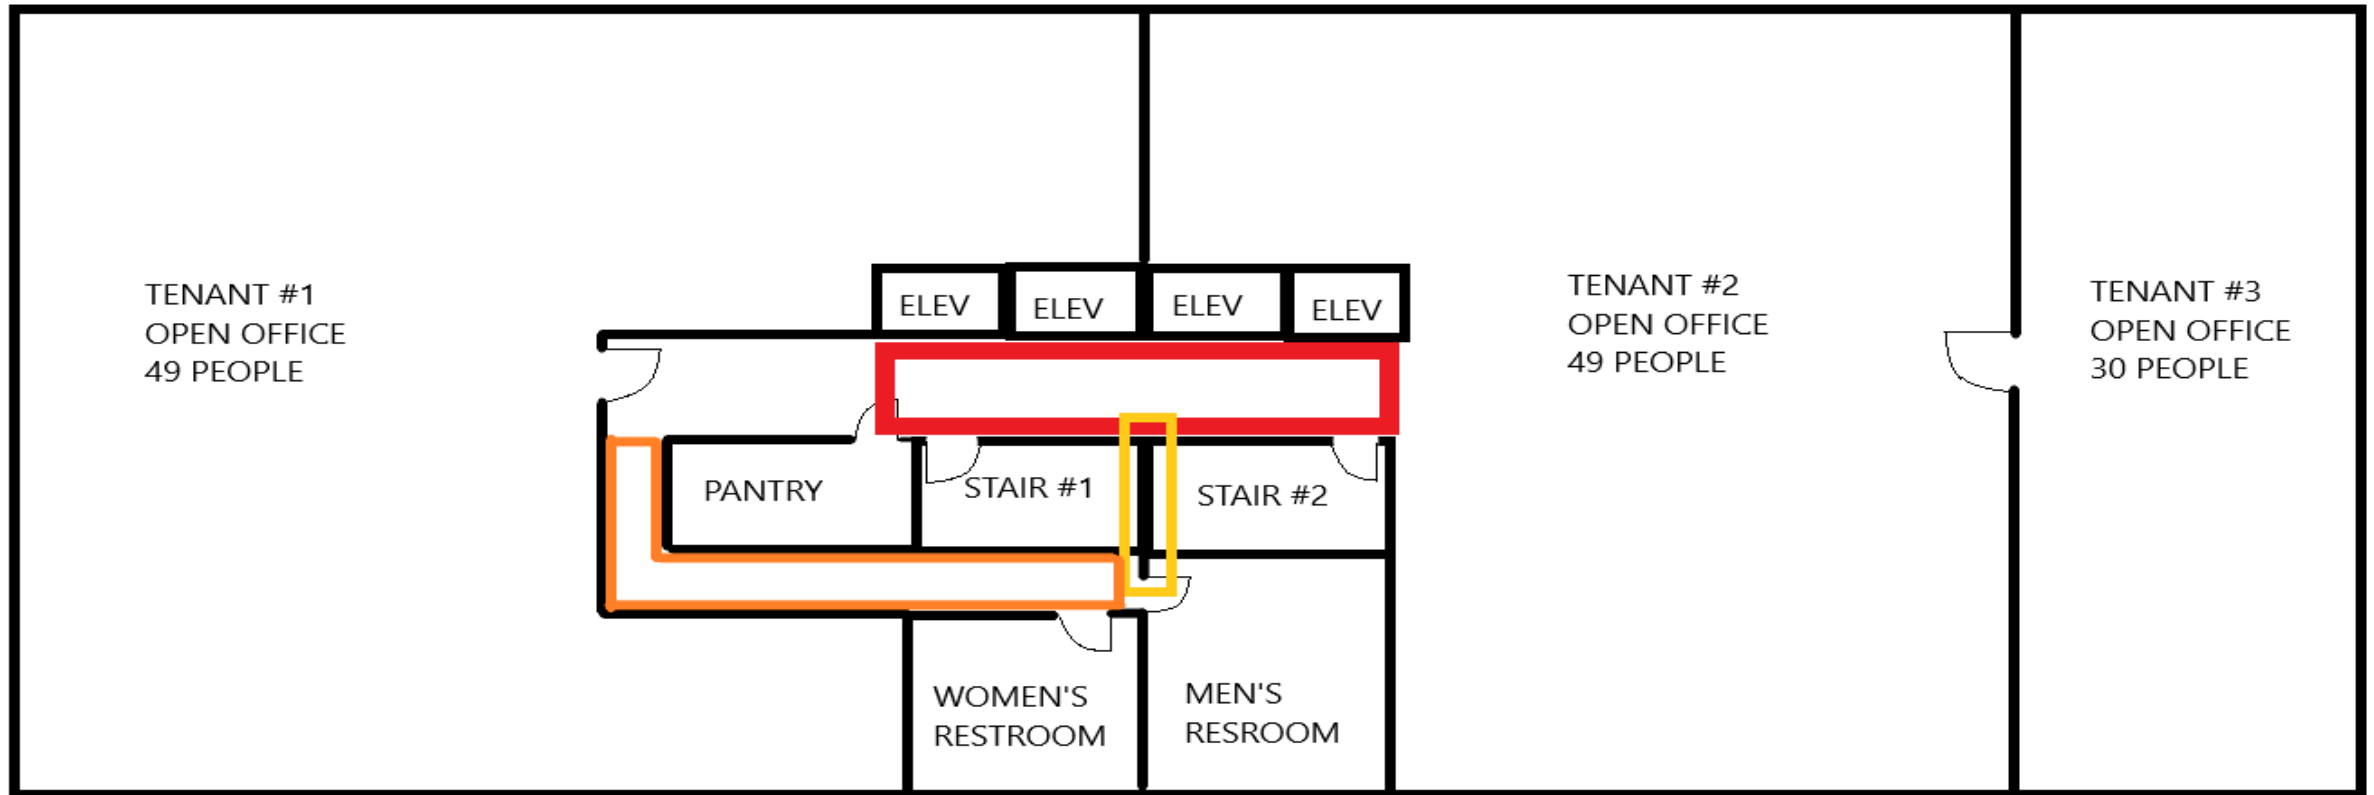 TENANT #1
OPEN OFFICE
49 PEOPLE
ELEV
ELEV
ELEV
ELEV
TENANT #2
OPEN OFFICE
49 PEOPLE
TENANT #3
OPEN OFFICE
30 PEOPLE
PANTRY
STAIR #1
STAIR #2
WOMEN'S
RESTROOM
MEN'S
RESROOM